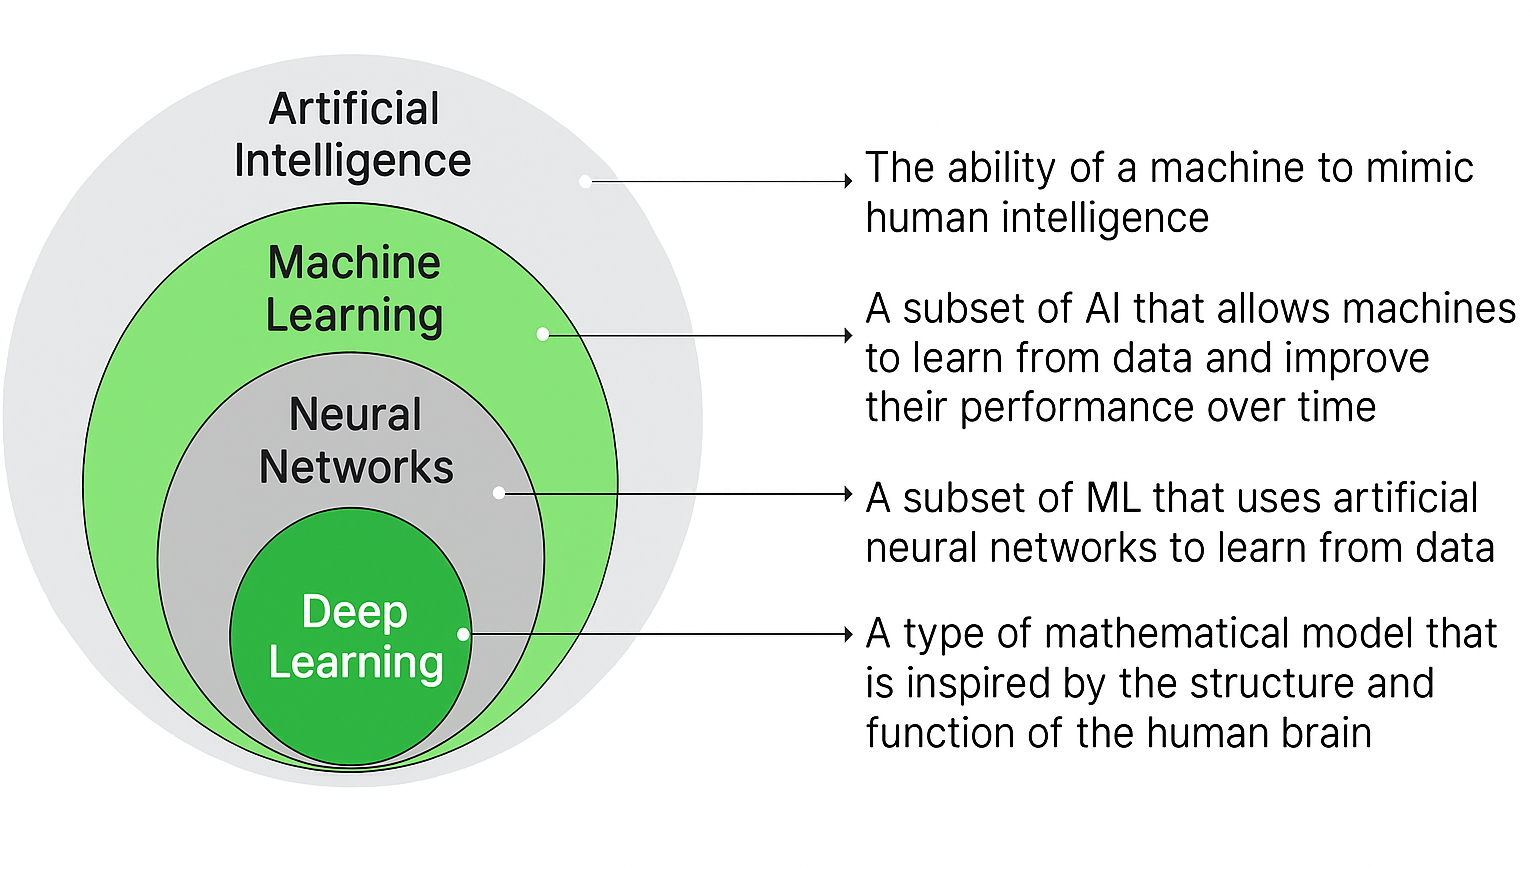 Artificial
Intelligence
The ability of a machine to mimic
human intelligence
Machine
Learning
A subset of AI that allows machines
to learn from data and improve
their performance over time
Neural
Networks
A subset of ML that uses artificial
neural networks to learn from data
Deep
Learning
A type of mathematical model that
is inspired by the structure and
function of the human brain